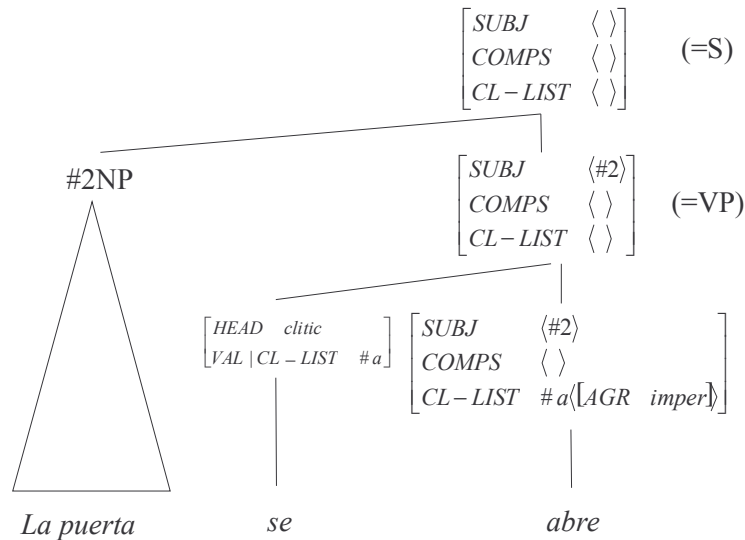 [SUBJ ⟨ ⟩
COMPS ⟨ ⟩ (=S)
CL−LIST ⟨ ⟩]
#2NP
[SUBJ ⟨#2⟩
COMPS ⟨ ⟩ (=VP)
CL−LIST ⟨ ⟩]
[HEAD clitic
VAL | CL − LIST # a]
[SUBJ ⟨#2⟩
COMPS ⟨ ⟩
CL−LIST # a⟨[AGR imper]⟩]
La puerta se abre